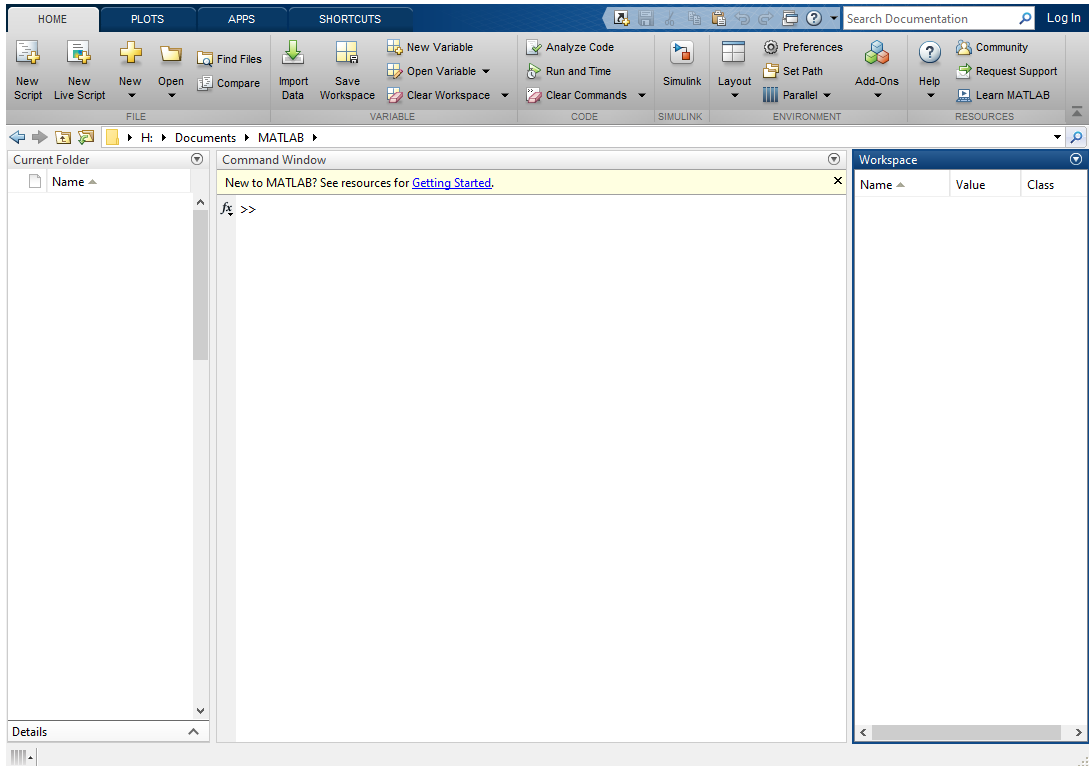 HOME PLOTS APPS SHORTCUTS Search Documentation Log In
New Script
New Live Script
New
Open
Find Files
Compare
FILE
Import Data
Save Workspace
New Variable
Open Variable
Clear Workspace
VARIABLE
Analyze Code
Run and Time
Clear Commands
CODE
Simulink
SIMULINK
Layout
Preferences
Set Path
Parallel
Add-Ons
ENVIRONMENT
Help
Community
Request Support
Learn MATLAB
RESOURCES
H: Documents MATLAB
Current Folder
Name
Details
Command Window
New to MATLAB? See resources for Getting Started.
fx >>
Workspace
Name Value Class